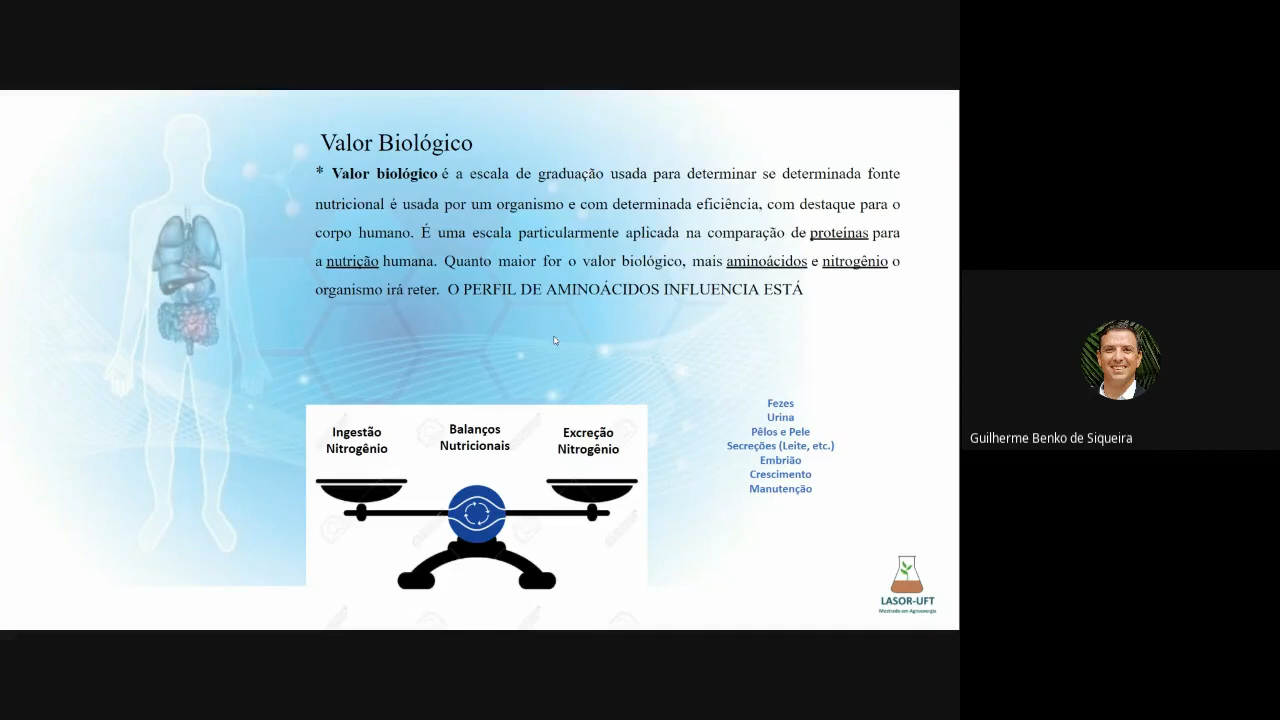 Valor Biológico
* Valor biológico é a escala de graduação usada para determinar se determinada fonte
nutricional é usada por um organismo e com determinada eficiência, com destaque para o
corpo humano. É uma escala particularmente aplicada na comparação de proteínas para
a nutrição humana. Quanto maior for o valor biológico, mais aminoácidos e nitrogênio o
organismo irá reter. O PERFIL DE AMINOÁCIDOS INFLUENCIA ESTÁ
Ingestão
Nitrogênio
Balanços
Nutricionais
Excreção
Nitrogênio
Fezes
Urina
Pêlos e Pele
Secreções (Leite, etc.)
Embrião
Crescimento
Manutenção
LASOR-UFT
Mestrado em Agroenergia
Guilherme Benko de Siqueira